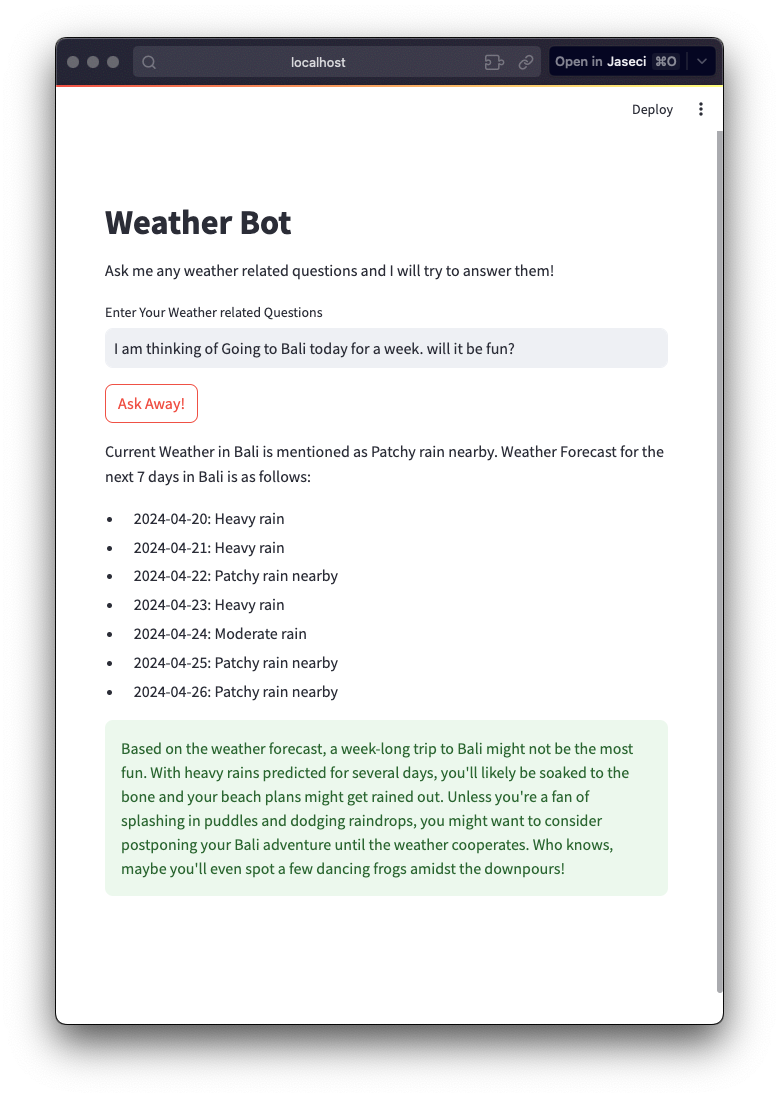 localhost
Open in Jaseci ⌘O
Deploy
Weather Bot
Ask me any weather related questions and I will try to answer them!
Enter Your Weather related Questions
I am thinking of Going to Bali today for a week. will it be fun?
Ask Away!
Current Weather in Bali is mentioned as Patchy rain nearby. Weather Forecast for the
next 7 days in Bali is as follows:
• 2024-04-20: Heavy rain
• 2024-04-21: Heavy rain
• 2024-04-22: Patchy rain nearby
• 2024-04-23: Heavy rain
• 2024-04-24: Moderate rain
• 2024-04-25: Patchy rain nearby
• 2024-04-26: Patchy rain nearby
Based on the weather forecast, a week-long trip to Bali might not be the most
fun. With heavy rains predicted for several days, you'll likely be soaked to the
bone and your beach plans might get rained out. Unless you're a fan of
splashing in puddles and dodging raindrops, you might want to consider
postponing your Bali adventure until the weather cooperates. Who knows,
maybe you'll even spot a few dancing frogs amidst the downpours!